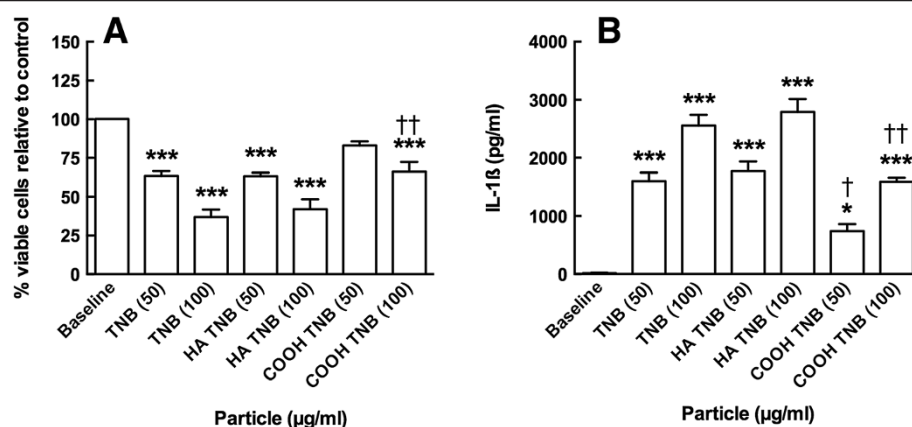 A
% viable cells relative to control
150
100
75
50
25
0
***
***
***
***
††
***
Baseline
TNB (50)
TNB (100)
HA TNB (50)
HA TNB (100)
COOH TNB (50)
COOH TNB (100)
Particle (µg/ml)
B
IL-1ß (pg/ml)
4000
3000
2000
1000
0
***
***
***
***
†
*
††
***
Baseline
TNB (50)
TNB (100)
HA TNB (50)
HA TNB (100)
COOH TNB (50)
COOH TNB (100)
Particle (µg/ml)